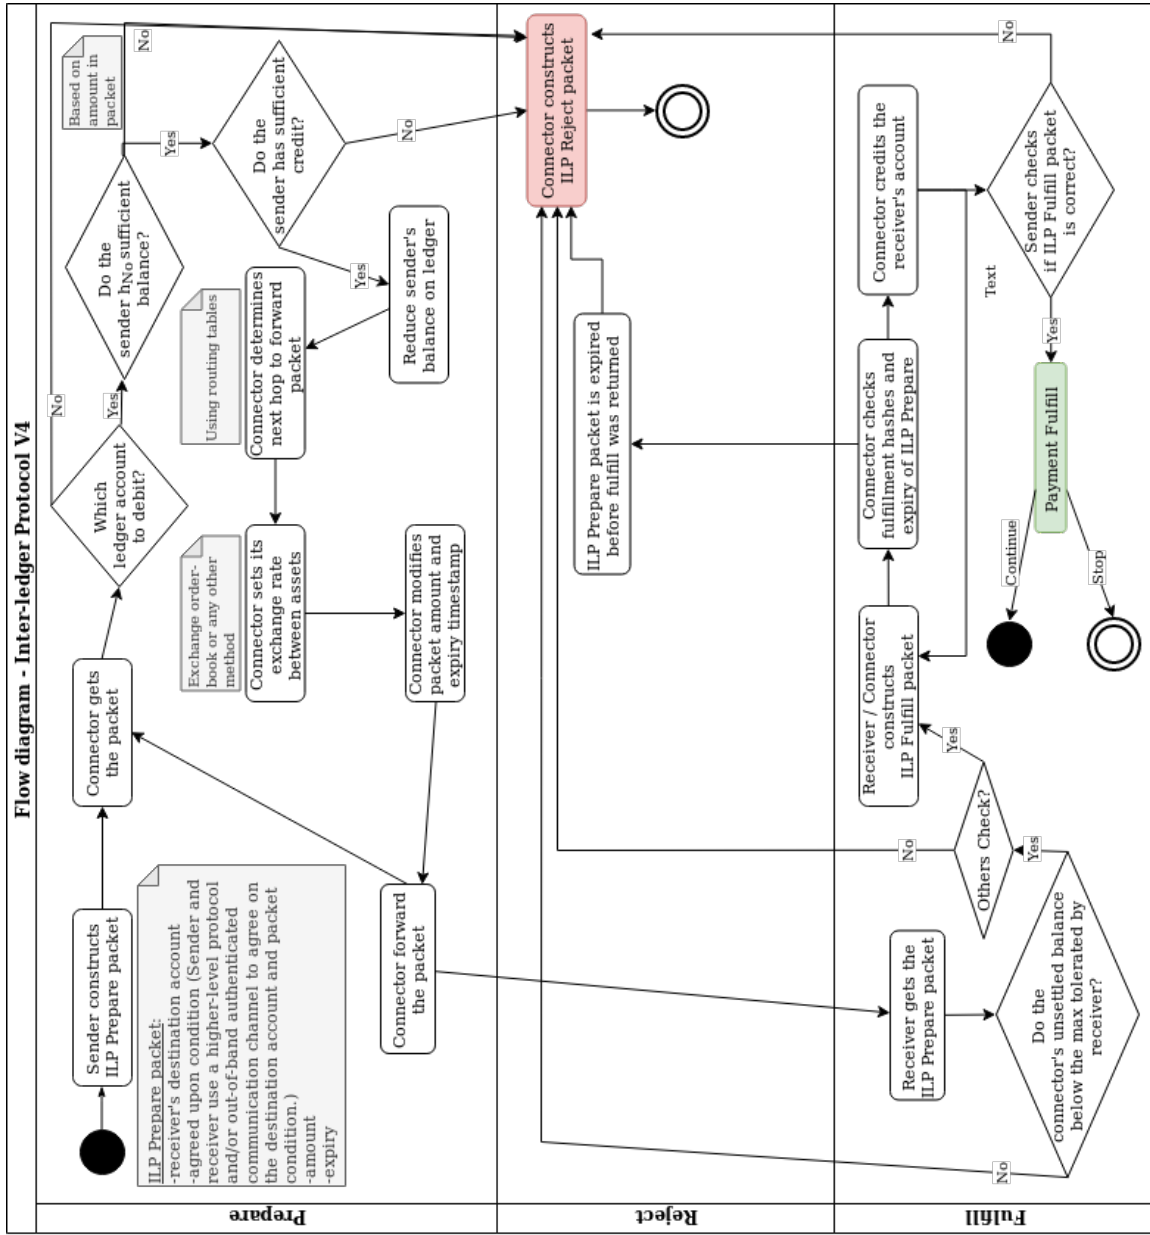 Flow diagram - Inter-ledger Protocol V4
Prepare
Sender constructs
ILP Prepare packet
ILP Prepare packet:
-receiver's destination account
-agreed upon condition (Sender and
receiver use a higher-level protocol
and/or out-of-band authenticated
communication channel to agree on
the destination account and packet
condition.)
-amount
-expiry
Connector gets
the packet
Which
ledger account
to debit?
No
Yes
Do the
sender h
No
sufficient
balance?
Based on
amount in
packet
No
Yes
Do the
sender has sufficient
credit?
No
Yes
Reduce sender's
balance on ledger
Using routing tables
Connector determines
next hop to forward
packet
Exchange order-
book or any other
method
Connector sets its
exchange rate
between assets
Connector modifies
packet amount and
expiry timestamp
Connector forward
the packet
Reject
Connector constructs
ILP Reject packet
ILP Prepare packet is expired
before fulfill was returned
Fulfill
Receiver gets the
ILP Prepare packet
Do the
connector's unsettled balance
below the max tolerated by
receiver?
No
Yes
Others Check?
No
Yes
Receiver / Connector
constructs
ILP Fulfill packet
Connector checks
fulfillment hashes and
expiry of ILP Prepare
Connector credits the
receiver's account
Text
Sender checks
if ILP Fulfill packet
is correct?
No
Yes
Payment Fulfill
Continue
Stop